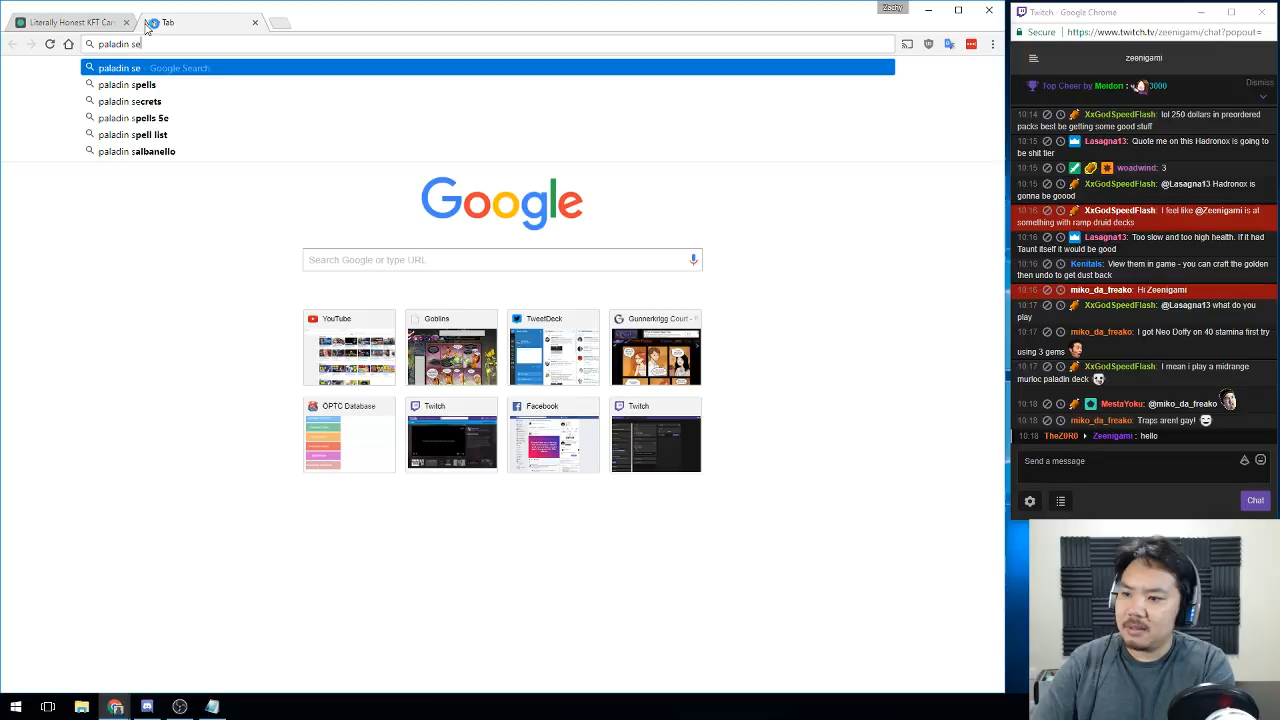 Literally Honest KFT Car
Tab
Zachy
paladin se
paladin se - Google Search
paladin spells
paladin secrets
paladin spells 5e
paladin spell list
paladin salbanello
Google
Search Google or type URL
YouTube
Goblins
TweetDeck
Gunnerkrigg Court - F
OPTC Database
Twitch
Facebook
Twitch
Twitch - Google Chrome
Secure https://www.twitch.tv/zeenigami/chat?popout=
zeenigami
Top Cheer by Meidon : 3000
Dismiss
10:14 XxGodSpeedFlash: lol 250 dollars in preordered
packs best be getting some good stuff
10:15 Lasagna13: Quote me on this Hadronox is going to
be shit tier
10:15 woadwind: 3
10:15 XxGodSpeedFlash: @Lasagna13 Hadronox is
gonna be goood
10:16 XxGodSpeedFlash: I feel like @Zeenigami is at
something with ramp druid decks
10:16 Lasagna13: Too slow and too high health. If it had
Taunt itself it would be good
10:16 Kenitals: View them in game - you can craft the golden
then undo to get dust back
10:16 miko_da_freako: Hi Zeenigami
10:17 XxGodSpeedFlash: @Lasagna13 what do you
play
10:17 miko_da_freako: I got Neo Doffy on 40 stamina first try
using 3 gems
10:17 XxGodSpeedFlash: I mean i play a midrange
murloc paladin deck
10:18 MestaYoku: @miko_da_freako
10:18 miko_da_freako: Traps arent gay!
10:18 TheZ0R0 Zeenigami: hello
Send a message
Chat